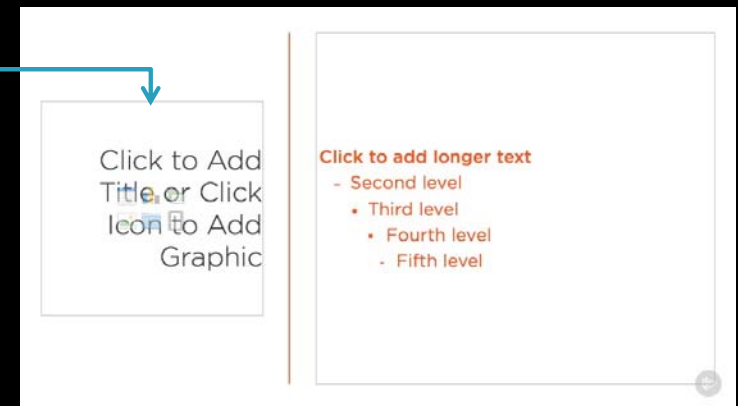 Click to Add
Title or Click
Icon to Add
Graphic
Click to add longer text
- Second level
• Third level
• Fourth level
- Fifth level